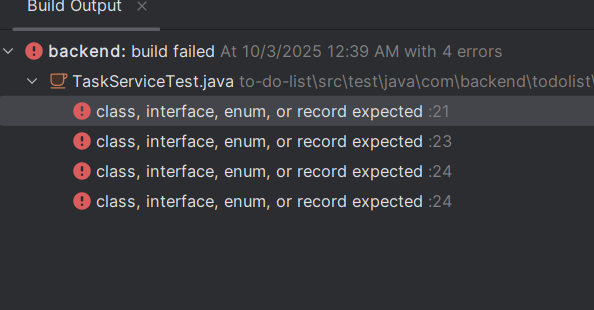 Build Output
backend: build failed At 10/3/2025 12:39 AM with 4 errors
TaskServiceTest.java to-do-list\src\test\java\com\backend\todolist\
class, interface, enum, or record expected :21
class, interface, enum, or record expected :23
class, interface, enum, or record expected :24
class, interface, enum, or record expected :24